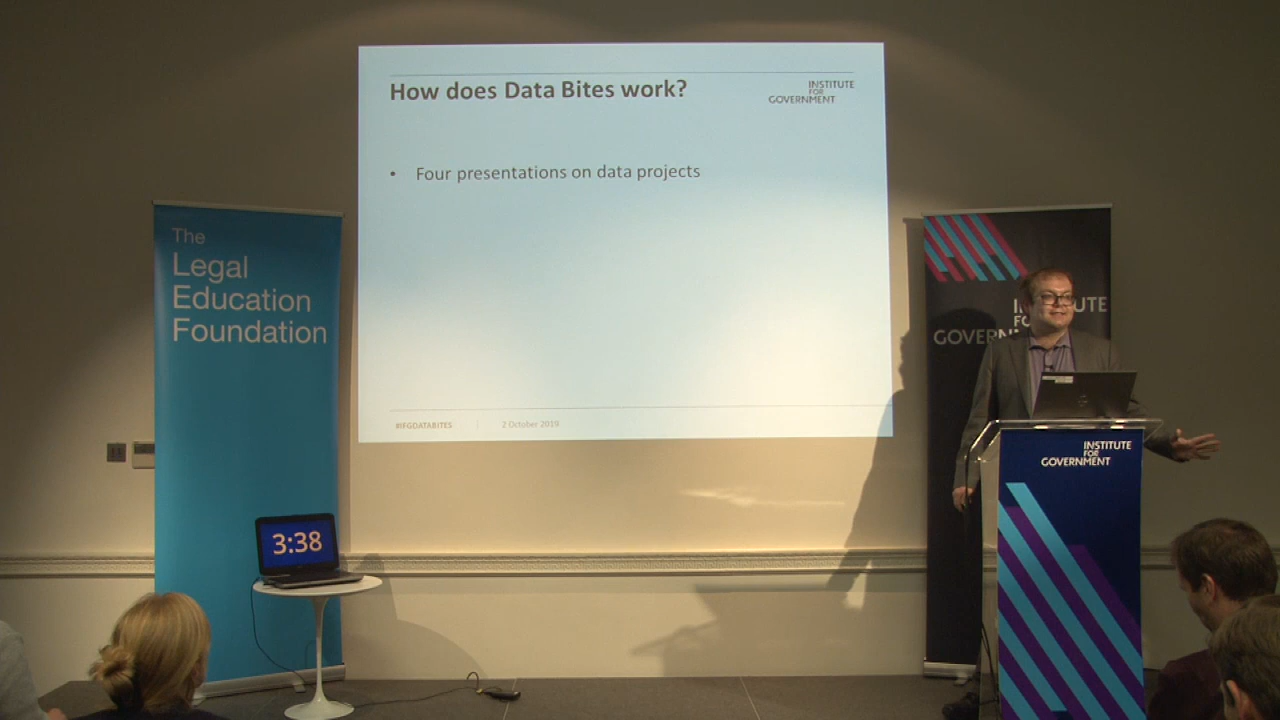 How does Data Bites work?
INSTITUTE
FOR
GOVERNMENT
• Four presentations on data projects
#IFGDATABITES | 2 October 2019
The
Legal
Education
Foundation
3:38
INSTITUTE
FOR
GOVERNMENT